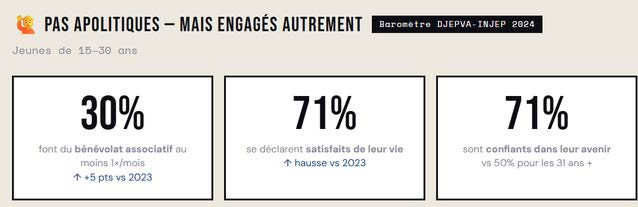 🙋 PAS APOLITIQUES — MAIS ENGAGÉS AUTREMENT Baromètre DJEPVA-INJEP 2024
Jeunes de 15–30 ans
30%
font du bénévolat associatif au
moins 1×/mois
↑ +5 pts vs 2023
71%
se déclarent satisfaits de leur vie
↑ hausse vs 2023
71%
sont confiants dans leur avenir
vs 50% pour les 31 ans +